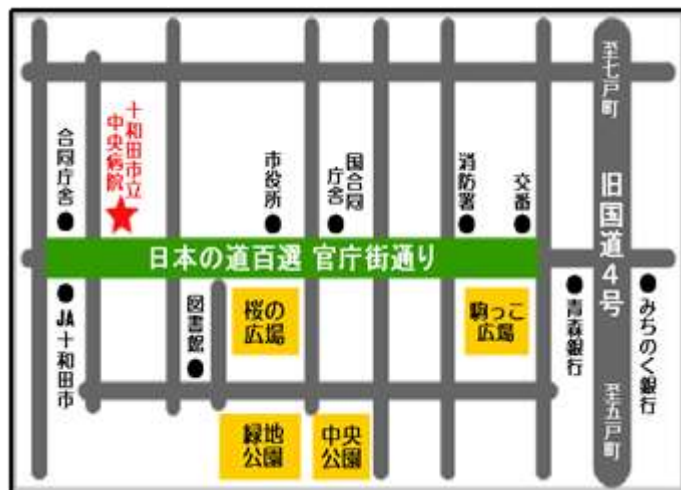 至七戸町
合同庁舎
十和田市立
中央病院
市役所
国合同
庁舎
消防署
交番
旧国道4号
日本の道百選 官庁街通り
JA十和田市
図書館
桜の
広場
駒っこ
広場
青森銀行
みちのく銀行
緑地
公園
中央
公園
至五戸町